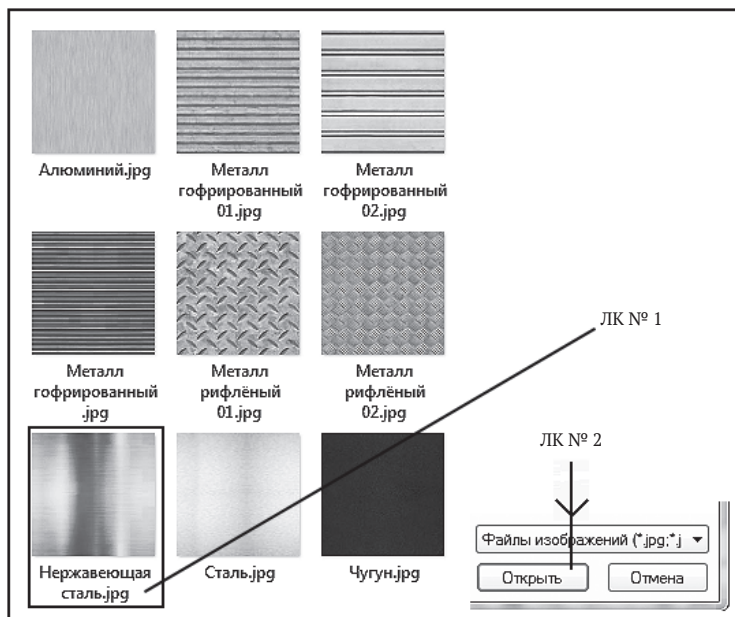 Алюминий.jpg
Металл
гофрированный
01.jpg
Металл
гофрированный
02.jpg
Металл
гофрированный
.jpg
Металл
рифлёный
01.jpg
Металл
рифлёный
02.jpg
ЛК № 1
Нержавеющая
сталь.jpg
Сталь.jpg
Чугун.jpg
ЛК № 2
Файлы изображений (*.jpg;*.j
Открыть
Отмена